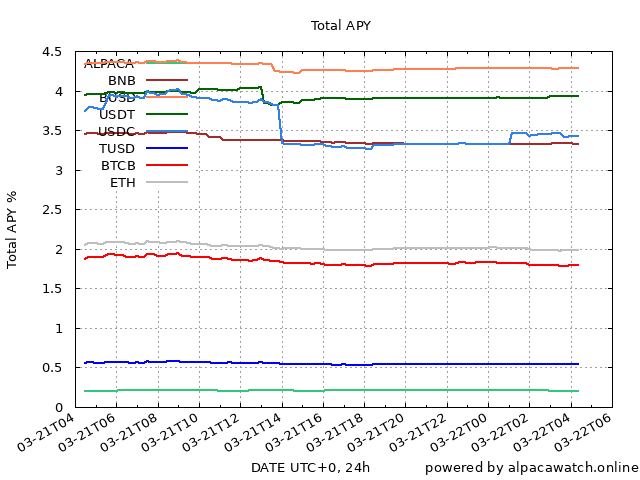 Total APY
4.5
4
3.5
3
2.5
2
1.5
1
0.5
0
Total APY %
ALPACA
BNB
BUSD
USDT
USDC
TUSD
BTCB
ETH
03-21T04
03-21T06
03-21T08
03-21T10
03-21T12
03-21T14
03-21T16
03-21T18
03-21T20
03-21T22
03-22T00
03-22T02
03-22T04
03-22T06
DATE UTC+0, 24h
powered by alpacawatch.online